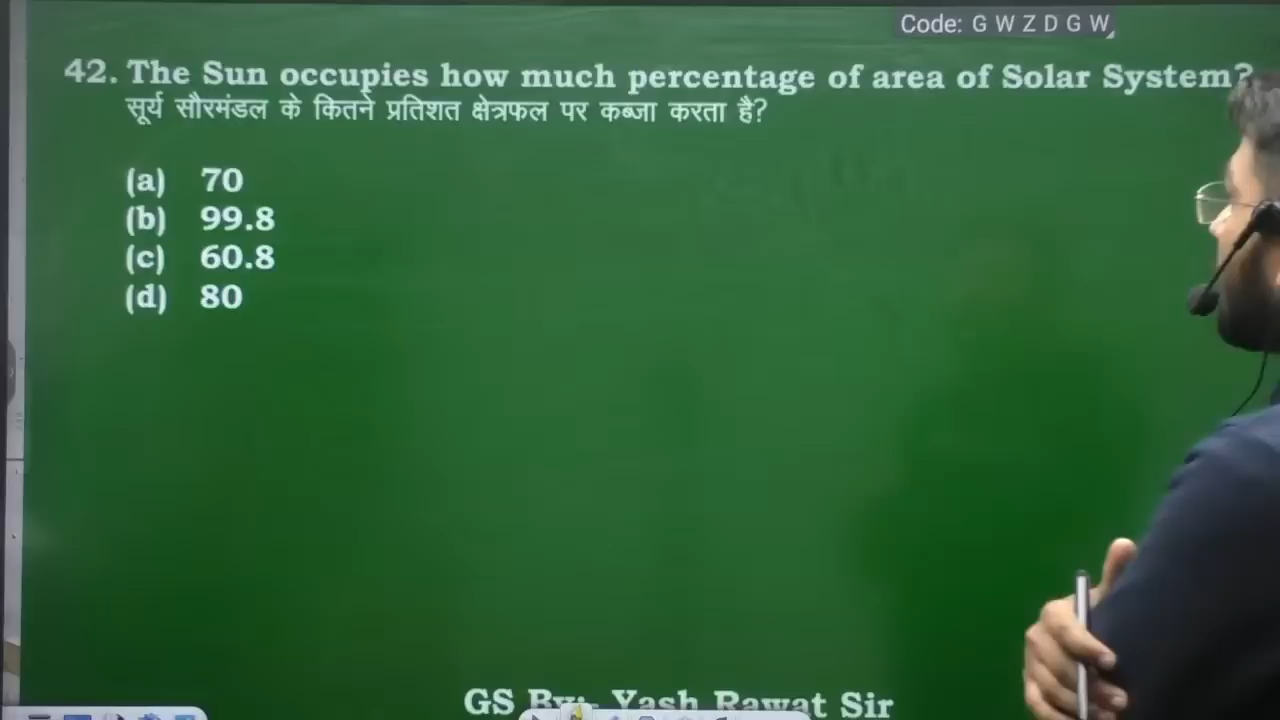 Code: G W Z D G W
42. The Sun occupies how much percentage of area of Solar System?
सूर्य सौरमंडल के कितने प्रतिशत क्षेत्रफल पर कब्जा करता है?
(a) 70
(b) 99.8
(c) 60.8
(d) 80
GS By:- Yash Rawat Sir